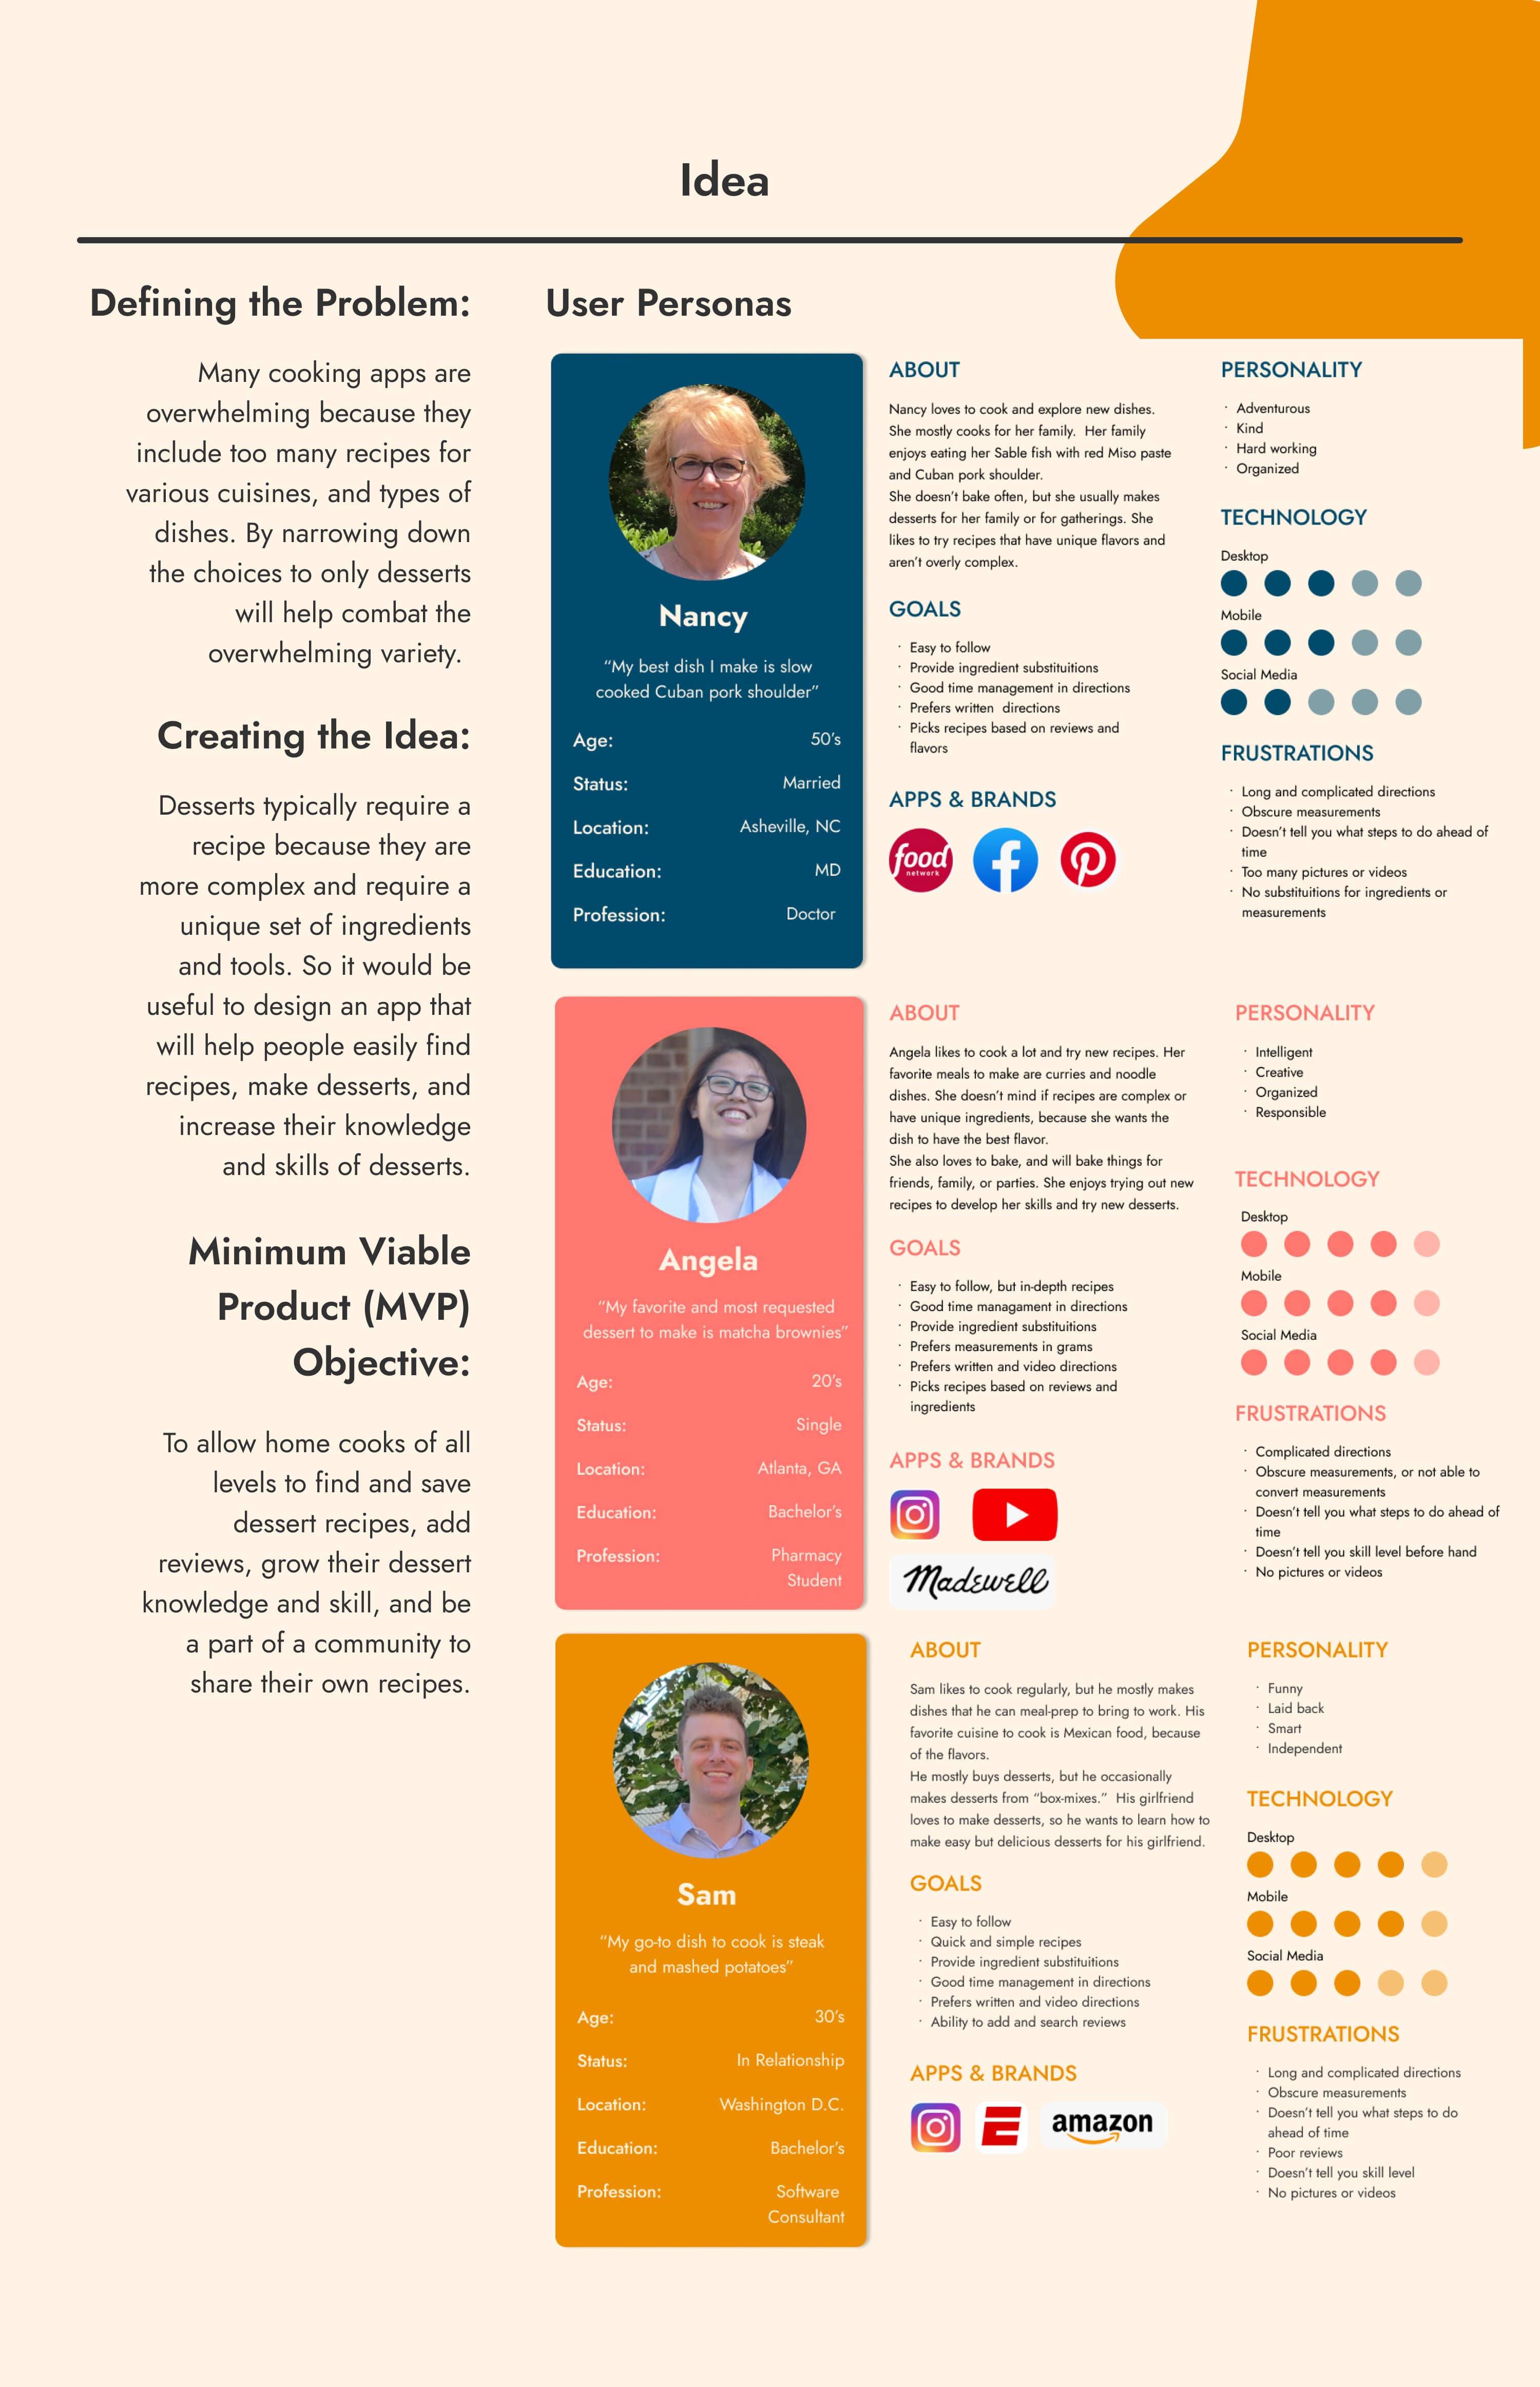 Idea
Defining the Problem:
Many cooking apps are
overwhelming because they
include too many recipes for
various cuisines, and types of
dishes. By narrowing down
the choices to only desserts
will help combat the
overwhelming variety.
Creating the Idea:
Desserts typically require a
recipe because they are
more complex and require a
unique set of ingredients
and tools. So it would be
useful to design an app that
will help people easily find
recipes, make desserts, and
increase their knowledge
and skills of desserts.
Minimum Viable
Product (MVP)
Objective:
To allow home cooks of all
levels to find and save
dessert recipes, add
reviews, grow their dessert
knowledge and skill, and be
a part of a community to
share their own recipes.
User Personas
Nancy
“My best dish I make is slow
cooked Cuban pork shoulder”
Age: 50’s
Status: Married
Location: Asheville, NC
Education: MD
Profession: Doctor
ABOUT
Nancy loves to cook and explore new dishes.
She mostly cooks for her family. Her family
enjoys eating her Sable fish with red Miso paste
and Cuban pork shoulder.
She doesn’t bake often, but she usually makes
desserts for her family or for gatherings. She
likes to try recipes that have unique flavors and
aren’t overly complex.
GOALS
· Easy to follow
· Provide ingredient substituitions
· Good time management in directions
· Prefers written directions
· Picks recipes based on reviews and
flavors
APPS & BRANDS
food
network
PERSONALITY
· Adventurous
· Kind
· Hard working
· Organized
TECHNOLOGY
Desktop
Mobile
Social Media
FRUSTRATIONS
· Long and complicated directions
· Obscure measurements
· Doesn’t tell you what steps to do ahead of
time
· Too many pictures or videos
· No substituitions for ingredients or
measurements
Angela
“My favorite and most requested
dessert to make is matcha brownies”
Age: 20’s
Status: Single
Location: Atlanta, GA
Education: Bachelor’s
Profession: Pharmacy
Student
ABOUT
Angela likes to cook a lot and try new recipes. Her
favorite meals to make are curries and noodle
dishes. She doesn’t mind if recipes are complex or
have unique ingredients, because she wants the
dish to have the best flavor.
She also loves to bake, and will bake things for
friends, family, or parties. She enjoys trying out new
recipes to develop her skills and try new desserts.
GOALS
· Easy to follow, but in-depth recipes
· Good time managament in directions
· Provide ingredient substituitions
· Prefers measurements in grams
· Prefers written and video directions
· Picks recipes based on reviews and
ingredients
APPS & BRANDS
Madewell
PERSONALITY
· Intelligent
· Creative
· Organized
· Responsible
TECHNOLOGY
Desktop
Mobile
Social Media
FRUSTRATIONS
· Complicated directions
· Obscure measurements, or not able to
convert measurements
· Doesn’t tell you what steps to do ahead of
time
· Doesn’t tell you skill level before hand
· No pictures or videos
Sam
“My go-to dish to cook is steak
and mashed potatoes”
Age: 30’s
Status: In Relationship
Location: Washington D.C.
Education: Bachelor’s
Profession: Software
Consultant
ABOUT
Sam likes to cook regularly, but he mostly makes
dishes that he can meal-prep to bring to work. His
favorite cuisine to cook is Mexican food, because
of the flavors.
He mostly buys desserts, but he occasionally
makes desserts from “box-mixes.” His girlfriend
loves to make desserts, so he wants to learn how to
make easy but delicious desserts for his girlfriend.
GOALS
· Easy to follow
· Quick and simple recipes
· Provide ingredient substituitions
· Good time management in directions
· Prefers written and video directions
· Ability to add and search reviews
APPS & BRANDS
E
amazon
PERSONALITY
· Funny
· Laid back
· Smart
· Independent
TECHNOLOGY
Desktop
Mobile
Social Media
FRUSTRATIONS
· Long and complicated directions
· Obscure measurements
· Doesn’t tell you what steps to do
ahead of time
· Poor reviews
· Doesn’t tell you skill level
· No pictures or videos